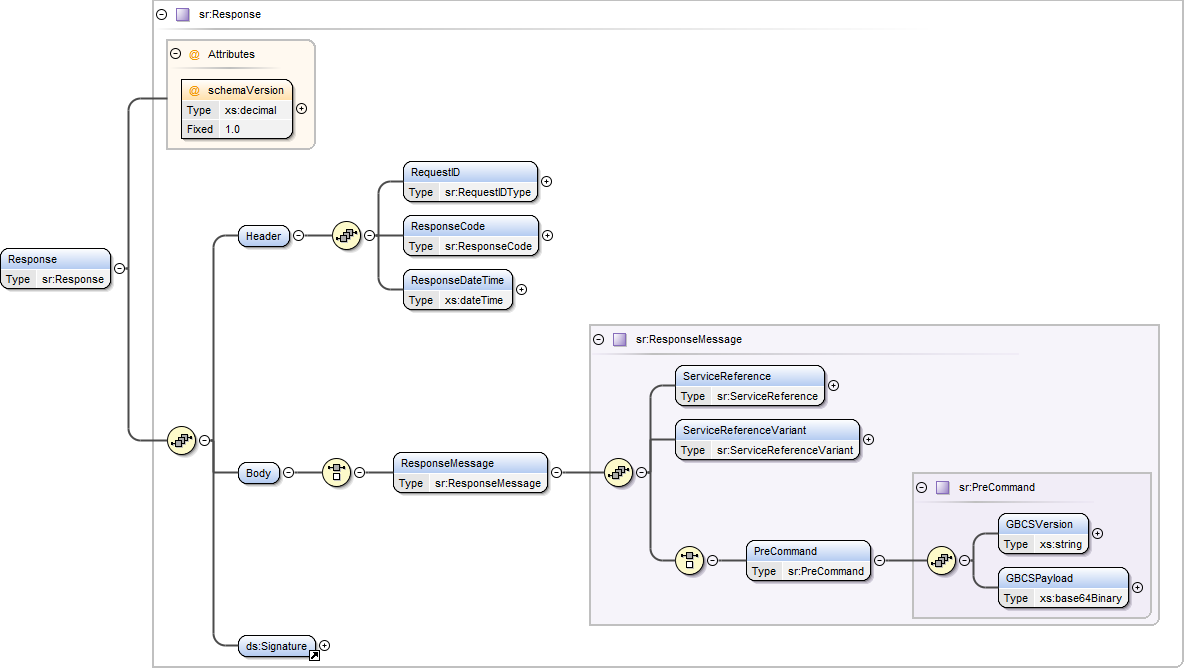 sr:Response
@ Attributes
@ schemaVersion
Type xs:decimal
Fixed 1.0
RequestID
Type sr:RequestIDType
Header
ResponseCode
Type sr:ResponseCode
Response
Type sr:Response
ResponseDateTime
Type xs:dateTime
sr:ResponseMessage
ServiceReference
Type sr:ServiceReference
ServiceReferenceVariant
Type sr:ServiceReferenceVariant
Body
ResponseMessage
Type sr:ResponseMessage
sr:PreCommand
GBCSVersion
Type xs:string
PreCommand
Type sr:PreCommand
GBCSPayload
Type xs:base64Binary
ds:Signature